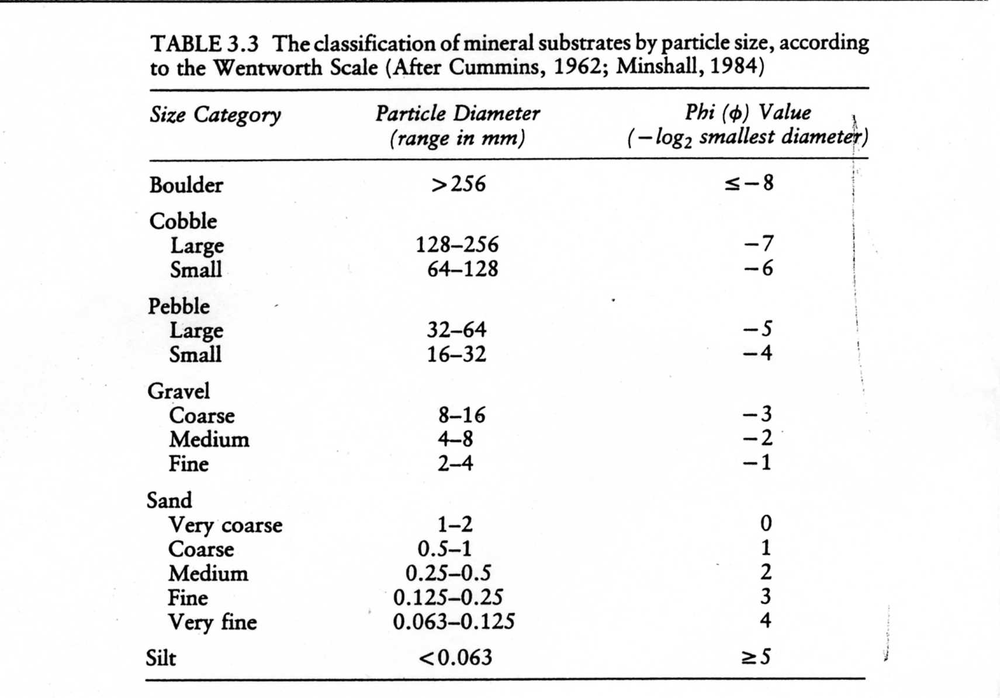 TABLE 3.3 The classification of mineral substrates by particle size, according
to the Wentworth Scale (After Cummins, 1962; Minshall, 1984)
Size Category Particle Diameter Phi (ϕ) Value
(range in mm) (−log₂ smallest diameter)
Boulder >256 ≤−8
Cobble
Large 128–256 −7
Small 64–128 −6
Pebble
Large 32–64 −5
Small 16–32 −4
Gravel
Coarse 8–16 −3
Medium 4–8 −2
Fine 2–4 −1
Sand
Very coarse 1–2 0
Coarse 0.5–1 1
Medium 0.25–0.5 2
Fine 0.125–0.25 3
Very fine 0.063–0.125 4
Silt <0.063 ≥5